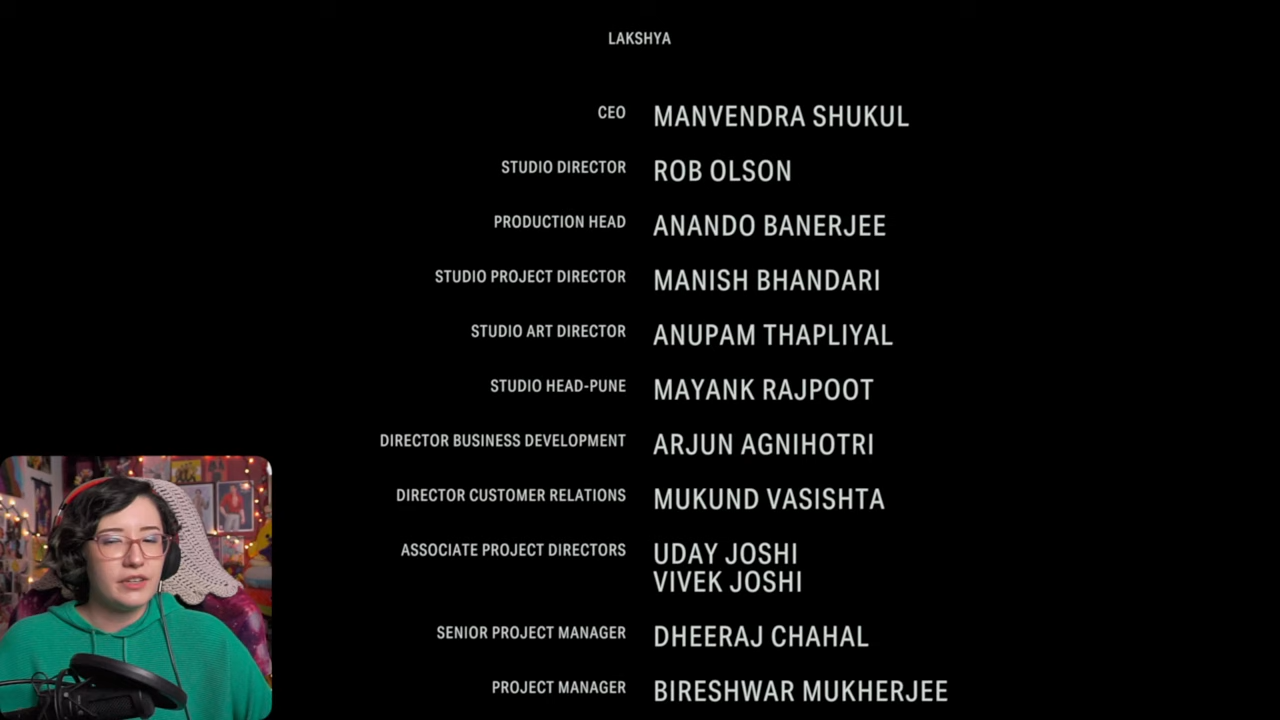 LAKSHYA
CEO MANVENDRA SHUKUL
STUDIO DIRECTOR ROB OLSON
PRODUCTION HEAD ANANDO BANERJEE
STUDIO PROJECT DIRECTOR MANISH BHANDARI
STUDIO ART DIRECTOR ANUPAM THAPLIYAL
STUDIO HEAD-PUNE MAYANK RAJPOOT
DIRECTOR BUSINESS DEVELOPMENT ARJUN AGNIHOTRI
DIRECTOR CUSTOMER RELATIONS MUKUND VASISHTA
ASSOCIATE PROJECT DIRECTORS UDAY JOSHI
VIVEK JOSHI
SENIOR PROJECT MANAGER DHEERAJ CHAHAL
PROJECT MANAGER BIRESHWAR MUKHERJEE